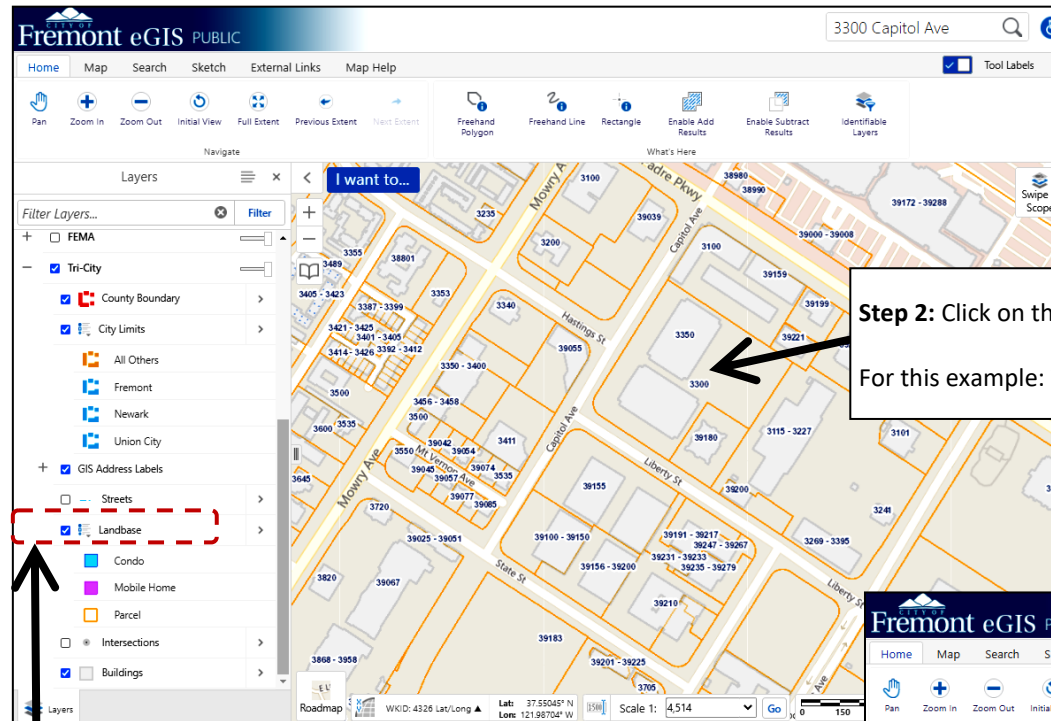 CITY OF
Fremont eGIS PUBLIC
3300 Capitol Ave
Home Map Search Sketch External Links Map Help
Tool Labels
Pan Zoom In Zoom Out Initial View Full Extent Previous Extent Next Extent
Freehand Polygon Freehand Line Rectangle Enable Add Results Enable Subtract Results Identifiable Layers
Navigate
What's Here
Layers
Filter Layers...
Filter
FEMA
Tri-City
County Boundary
City Limits
All Others
Fremont
Newark
Union City
GIS Address Labels
Streets
Landbase
Condo
Mobile Home
Parcel
Intersections
Buildings
Layers
I want to...
Swipe
Scope
3100
38980
38990
39172 - 39288
3235
39039
Mowry A
adre Pkwy
Capitol Ave
3200
3100
39000 - 39008
3355
3489
38801
39159
3405 - 3423
3387 - 3399
3353
3340
39199
3421 - 3425
3401 - 3405
3414 - 3426
3392 - 3412
Hastings St
39055
3350
39221
3350 - 3400
3300
3500
3456 - 3458
3500
3600
3535
Capitol Ave
39180
3115 - 3227
3101
3550
39042
39054
3411
39045
39057
39074
3535
Mt Vernon Ave
Liberty St
3645
Mowry Ave
39077
39085
39155
39200
3720
3241
39025 - 39051
39100 - 39150
39191 - 39217
39247 - 39267
3269 - 3395
39231 - 39233
39235 - 39279
State St
39156 - 39200
3820
39067
39210
Liberty St
39183
3868 - 3958
39201 - 39225
3705
Step 2: Click on th
For this example:
Roadmap
WKID: 4326 Lat/Long
Lat: 37.55045° N
Lon: 121.98704° W
Scale 1: 4,514
Go
0 150
CITY OF
Fremont eGIS P
Home Map Search S
Pan Zoom In Zoom Out Initia